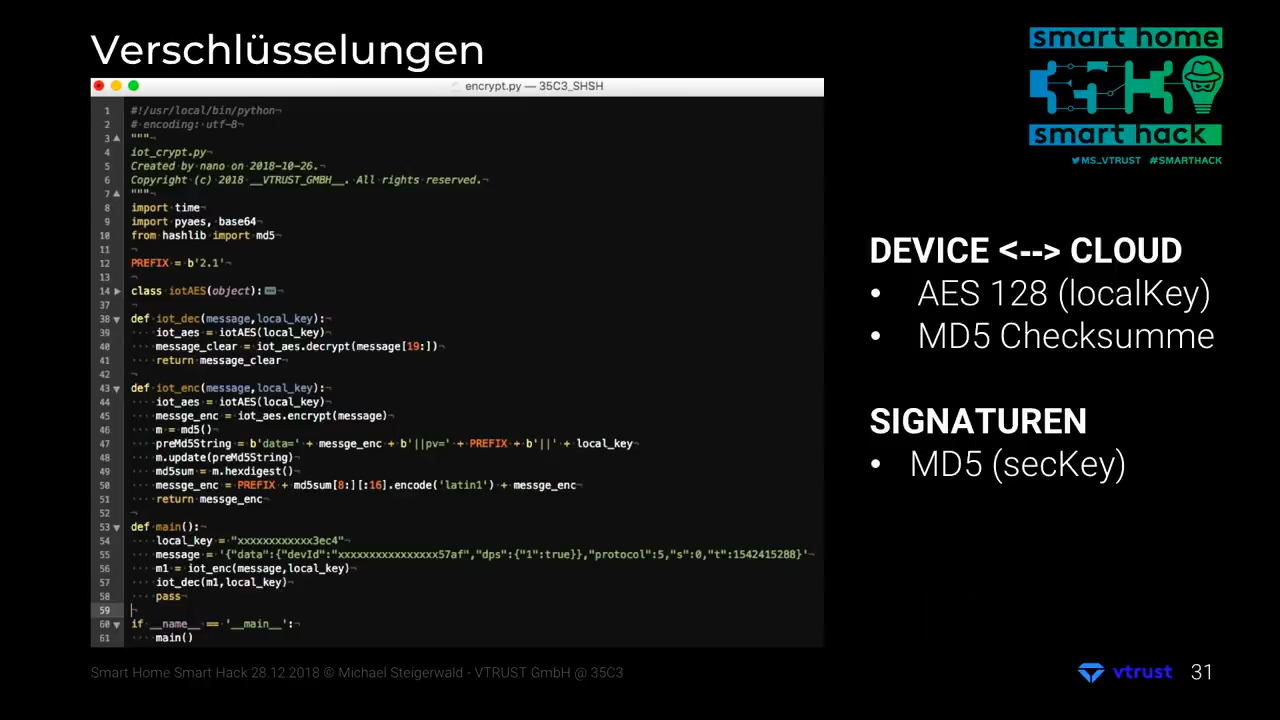 Verschlüsselungen
smart home
smart hack
MS_VTRUST #SMARTHACK
encrypt.py — 35C3_SHSH
1 #!/usr/local/bin/python
2 # encoding: utf-8
3 """
4 iot_crypt.py
5 Created by nano on 2018-10-26.
6 Copyright (c) 2018 __VTRUST_GMBH__. All rights reserved.
7 """
8 import time
9 import pyaes, base64
10 from hashlib import md5
11
12 PREFIX = b'2.1'
13
14 class iotAES(object):
37
38 def iot_dec(message,local_key):
39 iot_aes = iotAES(local_key)
40 message_clear = iot_aes.decrypt(message[19:])
41 return message_clear
42
43 def iot_enc(message,local_key):
44 iot_aes = iotAES(local_key)
45 messge_enc = iot_aes.encrypt(message)
46 m = md5()
47 preMd5String = b'data=' + messge_enc + b'||pv=' + PREFIX + b'||' + local_key
48 m.update(preMd5String)
49 md5sum = m.hexdigest()
50 messge_enc = PREFIX + md5sum[8:][:16].encode('latin1') + messge_enc
51 return messge_enc
52
53 def main():
54 local_key = "xxxxxxxxxxxx3ec4"
55 message = '{"data":{"devId":"xxxxxxxxxxxxxxxx57af","dps":{"1":true}},"protocol":5,"s":0,"t":1542415288}'
56 m1 = iot_enc(message,local_key)
57 iot_dec(m1,local_key)
58 pass
59
60 if __name__ == '__main__':
61 main()
DEVICE <--> CLOUD
• AES 128 (localKey)
• MD5 Checksumme
SIGNATUREN
• MD5 (secKey)
Smart Home Smart Hack 28.12.2018 © Michael Steigerwald - VTRUST GmbH @ 35C3
vtrust 31